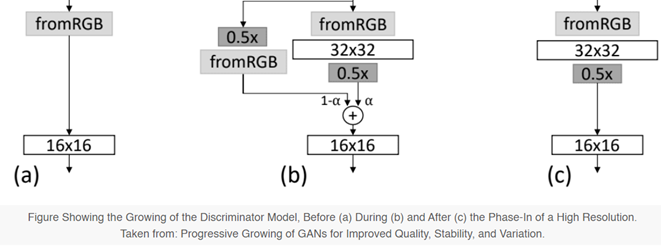 fromRGB
16x16
(a)
0.5x
fromRGB
fromRGB
32x32
0.5x
1-α
α
+
16x16
(b)
fromRGB
32x32
0.5x
16x16
(c)
Figure Showing the Growing of the Discriminator Model, Before (a) During (b) and After (c) the Phase-In of a High Resolution.
Taken from: Progressive Growing of GANs for Improved Quality, Stability, and Variation.